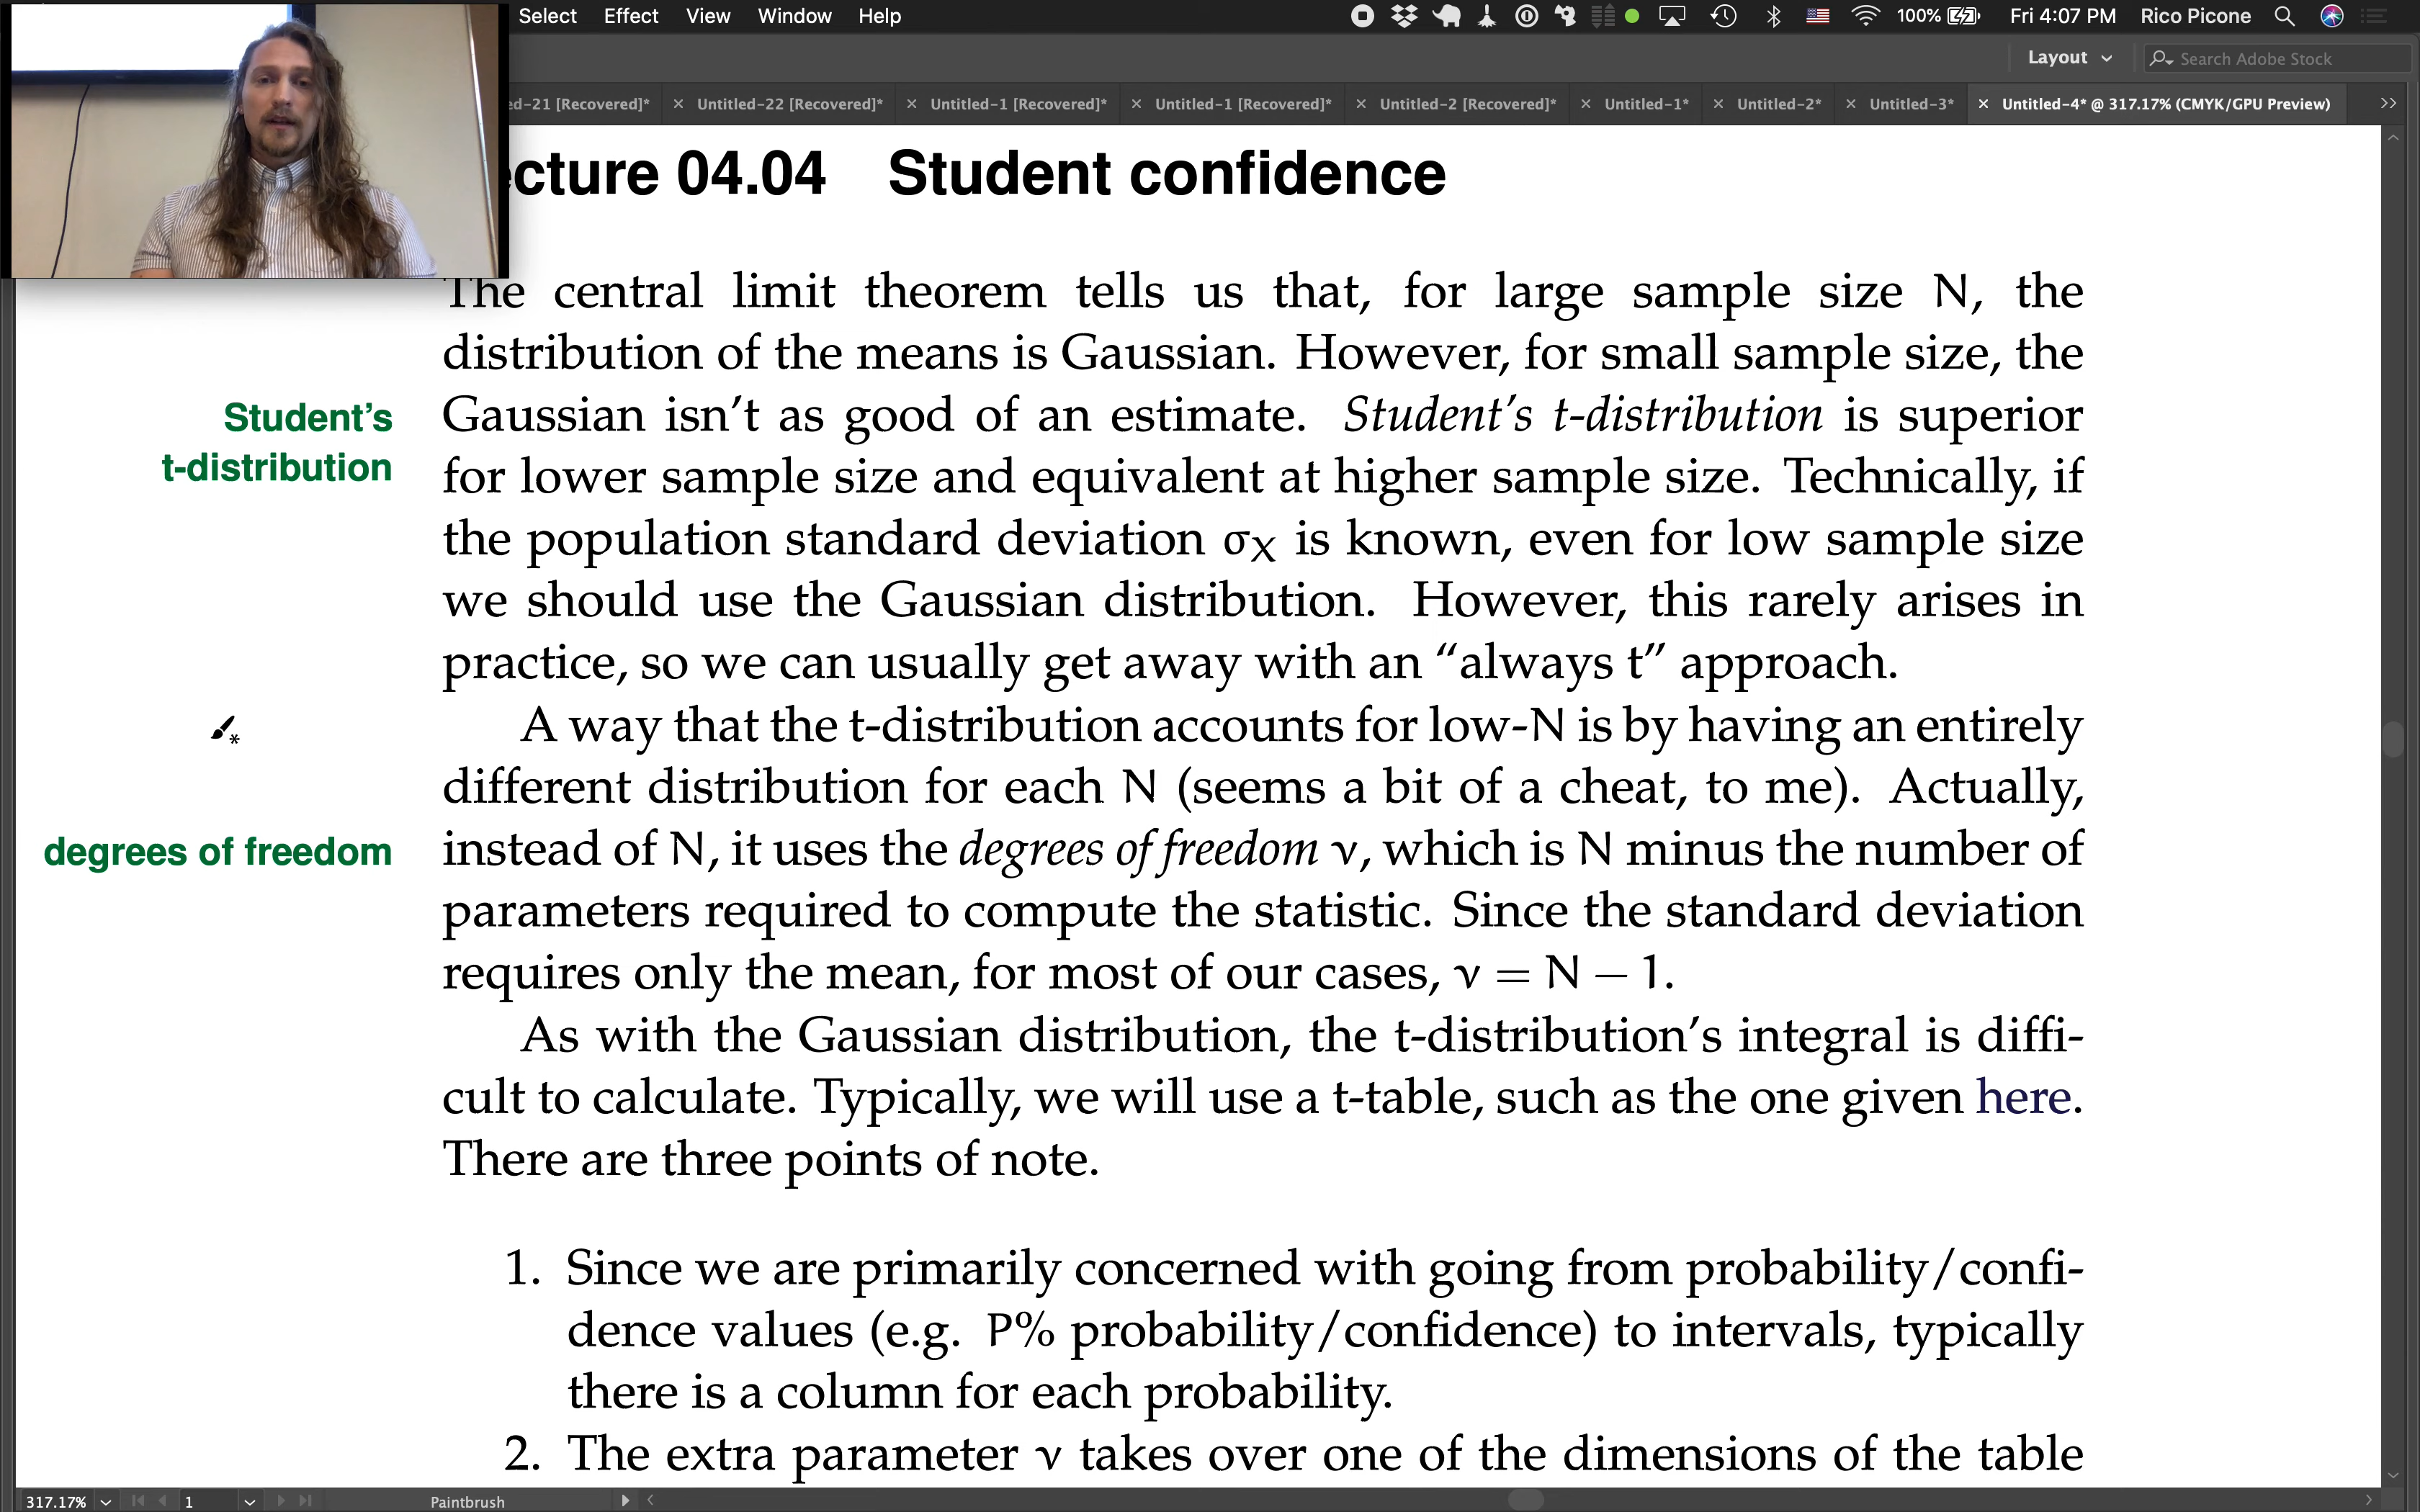 Select Effect View Window Help 100% Fri 4:07 PM Rico Picone
Layout Search Adobe Stock
ed-21 [Recovered]* × Untitled-22 [Recovered]* × Untitled-1 [Recovered]* × Untitled-1 [Recovered]* × Untitled-2 [Recovered]* × Untitled-1* × Untitled-2* × Untitled-3* × Untitled-4* @ 317.17% (CMYK/GPU Preview) >>
ecture 04.04 Student confidence
The central limit theorem tells us that, for large sample size N, the
distribution of the means is Gaussian. However, for small sample size, the
Student's
t-distribution
Gaussian isn't as good of an estimate. Student's t-distribution is superior
for lower sample size and equivalent at higher sample size. Technically, if
the population standard deviation σX is known, even for low sample size
we should use the Gaussian distribution. However, this rarely arises in
practice, so we can usually get away with an “always t” approach.
A way that the t-distribution accounts for low-N is by having an entirely
different distribution for each N (seems a bit of a cheat, to me). Actually,
degrees of freedom
instead of N, it uses the degrees of freedom ν, which is N minus the number of
parameters required to compute the statistic. Since the standard deviation
requires only the mean, for most of our cases, ν = N − 1.
As with the Gaussian distribution, the t-distribution's integral is diffi-
cult to calculate. Typically, we will use a t-table, such as the one given here.
There are three points of note.
1. Since we are primarily concerned with going from probability/confi-
dence values (e.g. P% probability/confidence) to intervals, typically
there is a column for each probability.
2. The extra parameter ν takes over one of the dimensions of the table
317.17% 1 Paintbrush